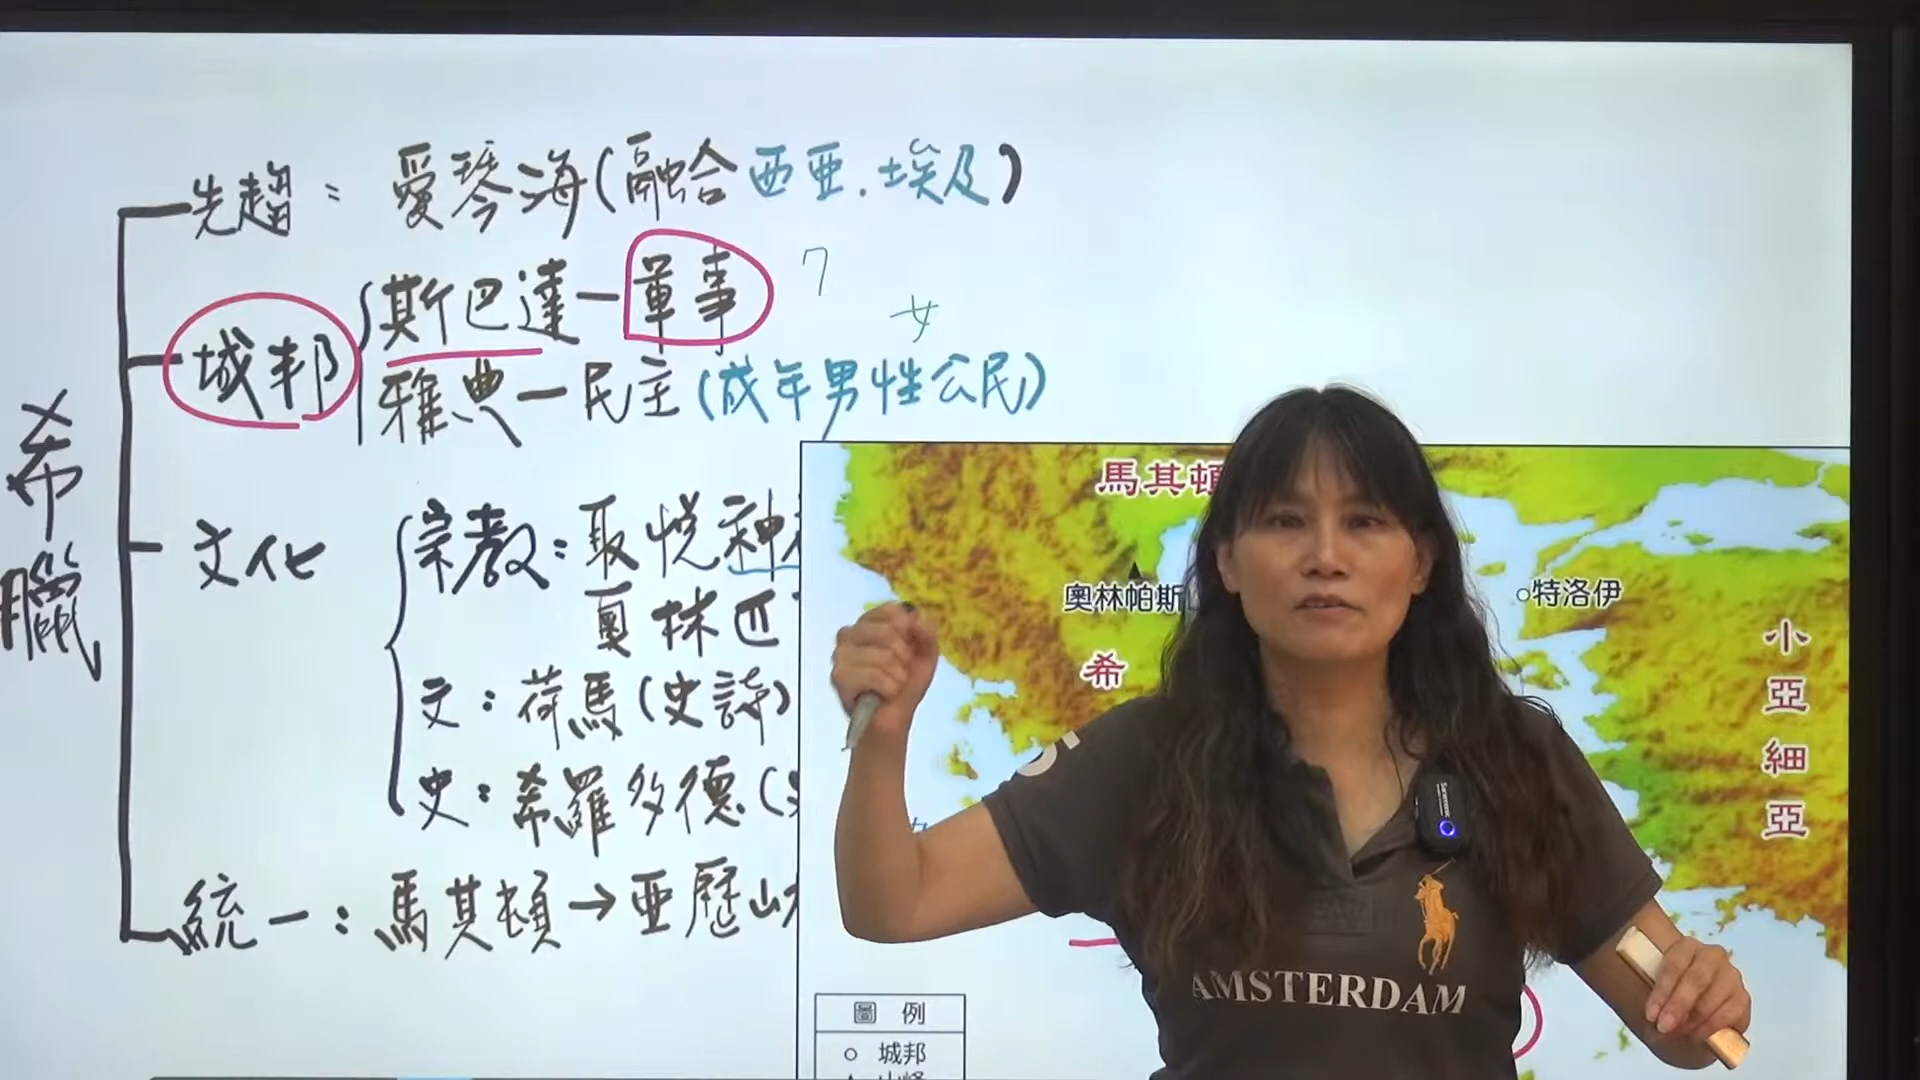 希臘
先趨：愛琴海(融合西亞.埃及)
城邦
斯巴達一軍事
7
女
雅典一民主(成年男性公民)
文化
宗教：取悅神
奧林匹
文：荷馬(史詩)
史：希羅多德(
統一：馬其頓→亞歷山
馬其頓
奧林帕斯
特洛伊
希
小亞細亞
圖例
城邦
AMSTERDAM